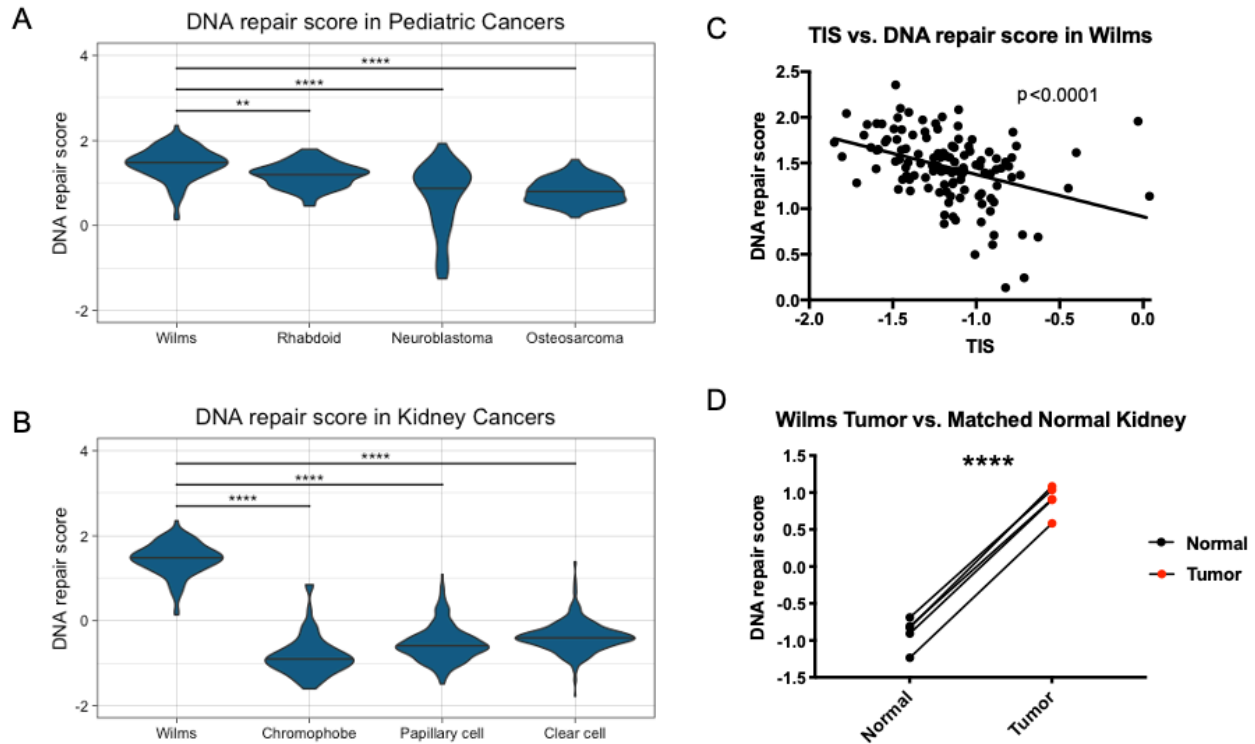 A
DNA repair score in Pediatric Cancers
DNA repair score
4
2
0
-2
****
****
**
Wilms
Rhabdoid
Neuroblastoma
Osteosarcoma
B
DNA repair score in Kidney Cancers
DNA repair score
4
2
0
-2
****
****
****
Wilms
Chromophobe
Papillary cell
Clear cell
C
TIS vs. DNA repair score in Wilms
p<0.0001
DNA repair score
2.5
2.0
1.5
1.0
0.5
0.0
-2.0
-1.5
-1.0
-0.5
0.0
TIS
D
Wilms Tumor vs. Matched Normal Kidney
****
DNA repair score
1.5
1.0
0.5
0.0
-0.5
-1.0
-1.5
Normal
Tumor
Normal
Tumor